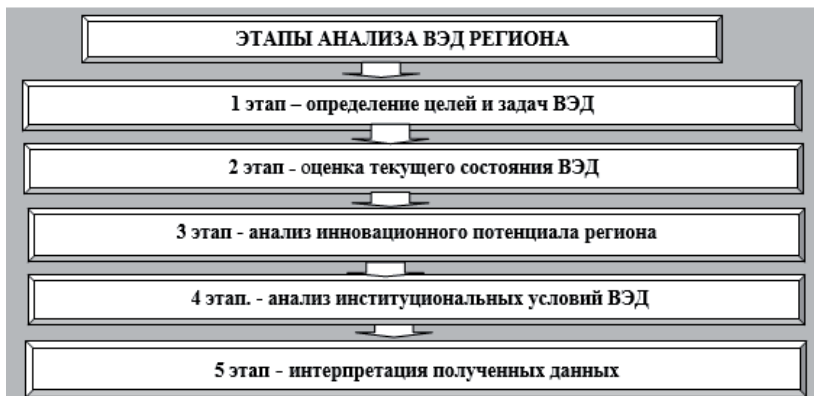 ЭТАПЫ АНАЛИЗА ВЭД РЕГИОНА
1 этап – определение целей и задач ВЭД
2 этап - оценка текущего состояния ВЭД
3 этап - анализ инновационного потенциала региона
4 этап. - анализ институциональных условий ВЭД
5 этап - интерпретация полученных данных